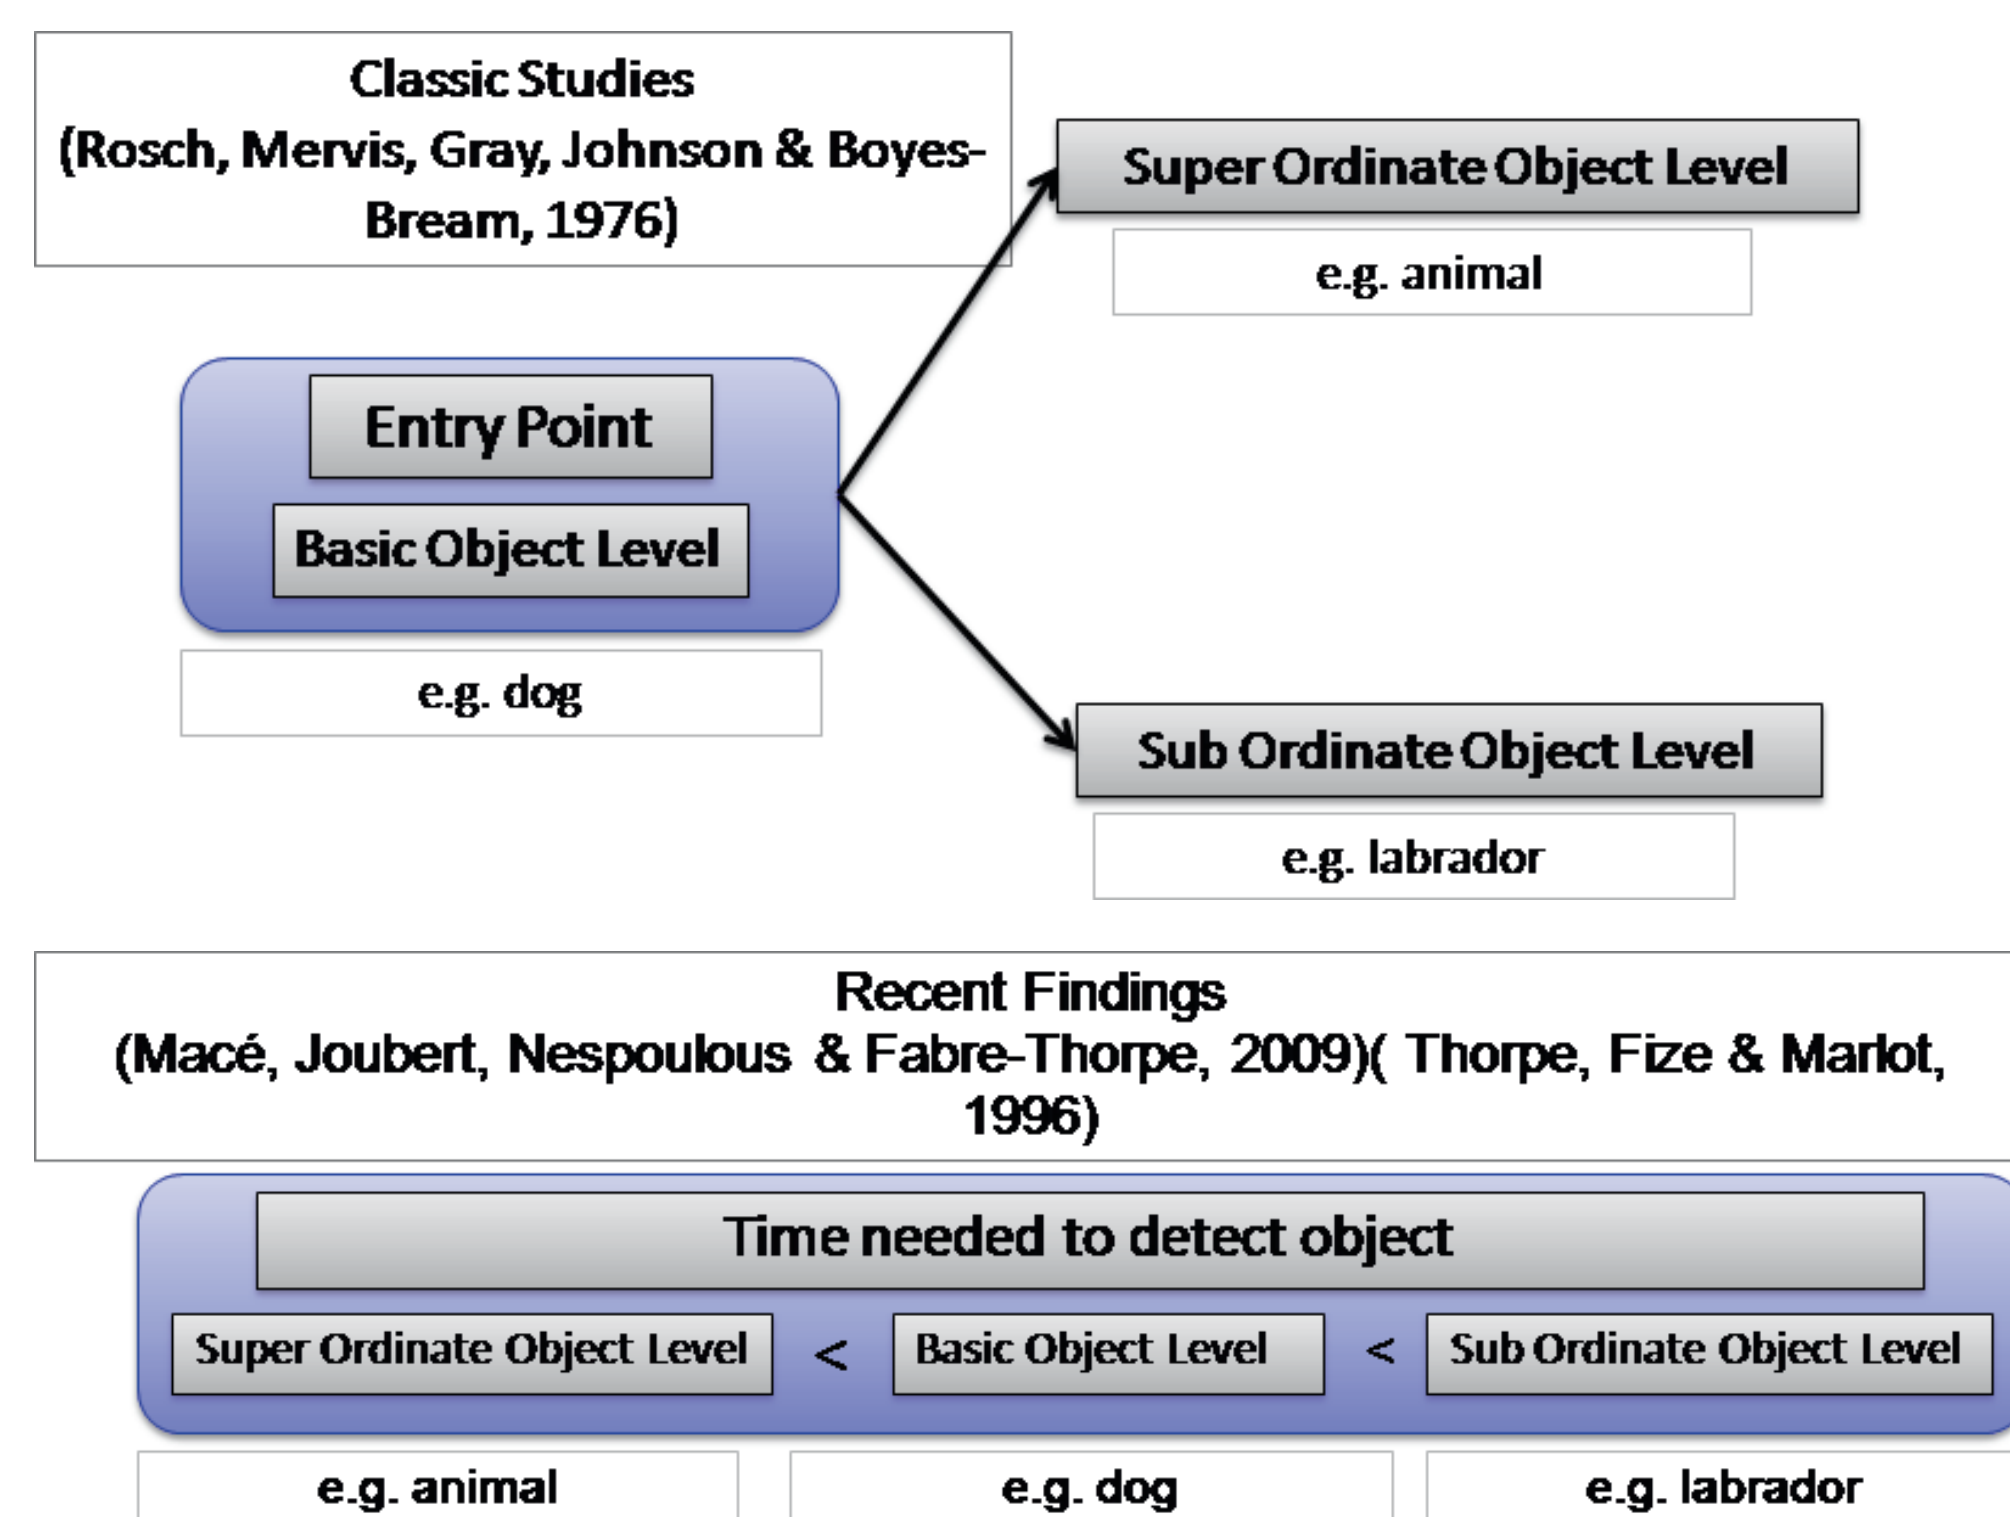 Classic Studies
(Rosch, Mervis, Gray, Johnson & Boyes-
Bream, 1976)
Super Ordinate Object Level
e.g. animal
Entry Point
Basic Object Level
e.g. dog
Sub Ordinate Object Level
e.g. labrador
Recent Findings
(Macé, Joubert, Nespoulous & Fabre-Thorpe, 2009)( Thorpe, Fize & Marlot,
1996)
Time needed to detect object
Super Ordinate Object Level < Basic Object Level < Sub Ordinate Object Level
e.g. animal e.g. dog e.g. labrador